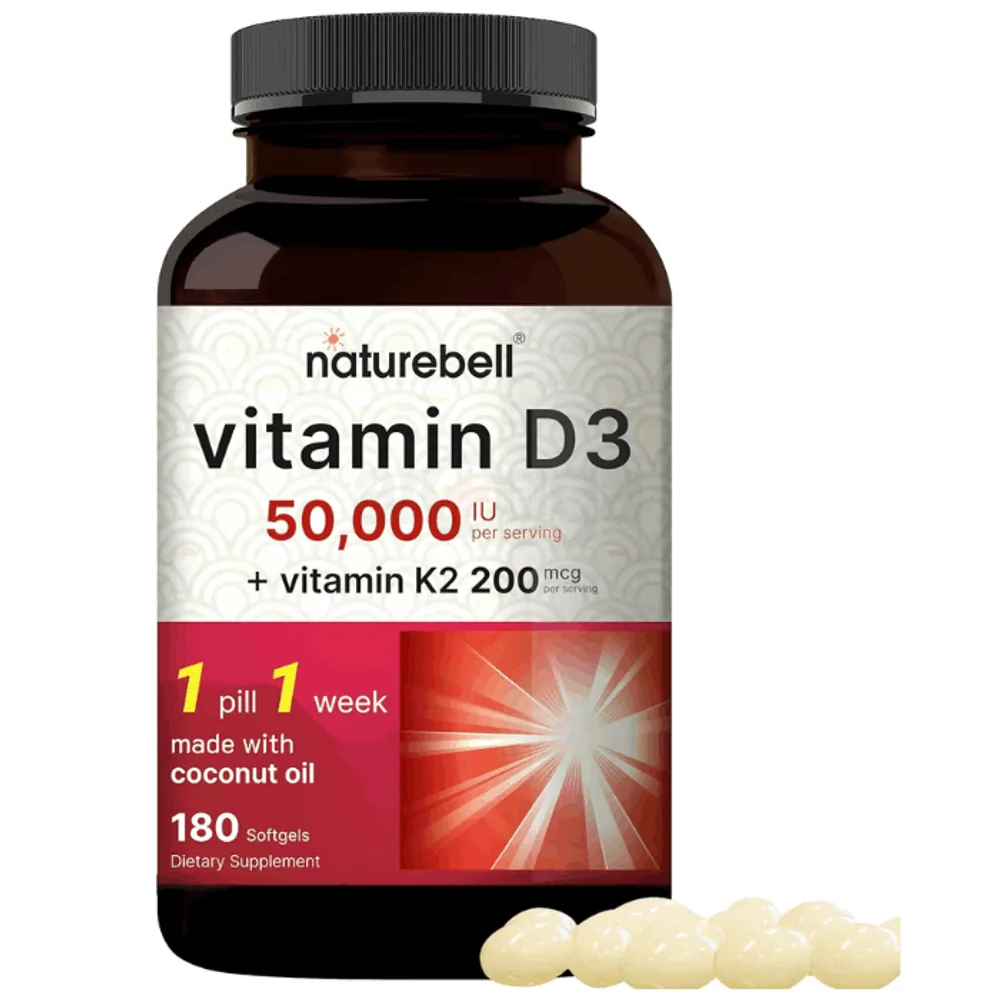 naturebell®
vitamin D3
50,000 IU per serving
+ vitamin K2 200 mcg per serving
1 pill 1 week
made with
coconut oil
180 Softgels
Dietary Supplement